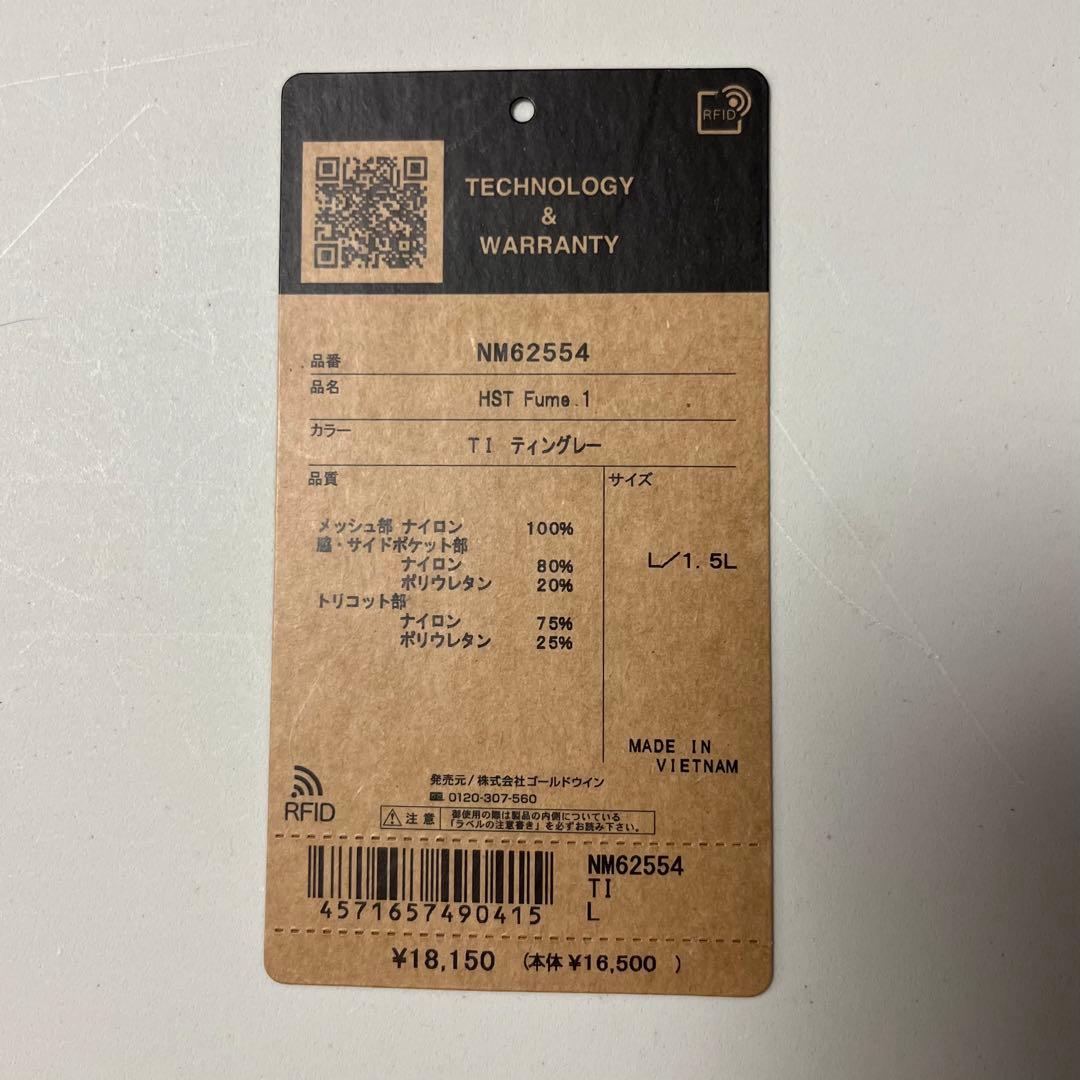 RFID
TECHNOLOGY
&
WARRANTY
品番 NM62554
品名 HST Fume 1
カラー TI ティングレー
品質
サイズ
メッシュ部 ナイロン 100%
脇・サイドポケット部
ナイロン 80%
ポリウレタン 20%
トリコット部
ナイロン 75%
ポリウレタン 25%
L/1.5L
MADE IN
VIETNAM
発売元/株式会社ゴールドウイン
0120-307-560
RFID
注意
御使用の際は製品の内側についている
「ラベルの注意書き」を必ずお読み下さい。
4571657490415
NM62554
TI
L
¥18,150 (本体¥16,500 )